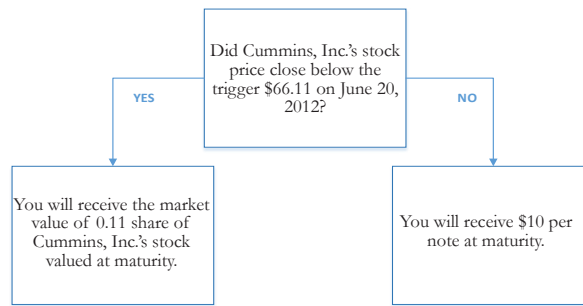 Did Cummins, Inc.'s stock
price close below the
trigger $66.11 on June 20,
2012?
YES
NO
You will receive the market
value of 0.11 share of
Cummins, Inc.'s stock
valued at maturity.
You will receive $10 per
note at maturity.